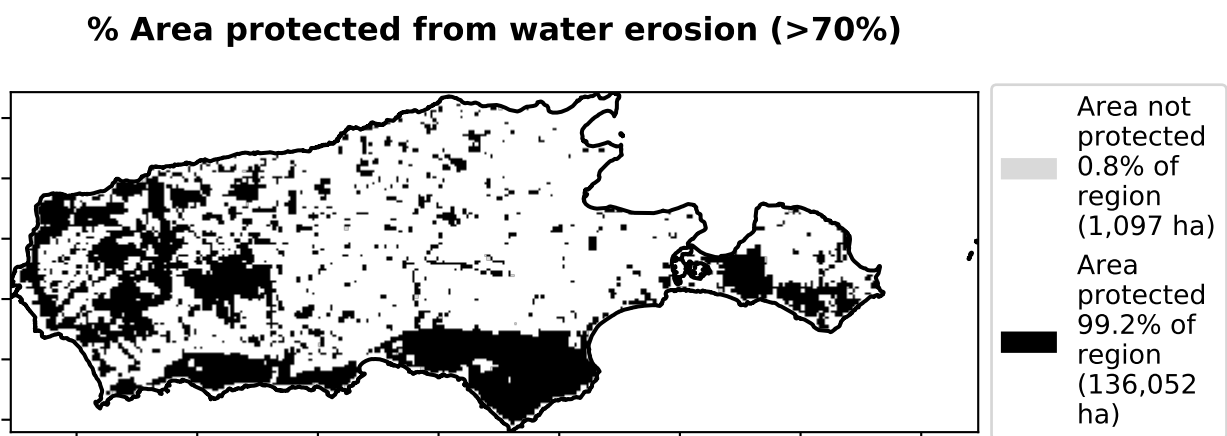 % Area protected from water erosion (>70%)
Area not
protected
0.8% of
region
(1,097 ha)
Area
protected
99.2% of
region
(136,052
ha)